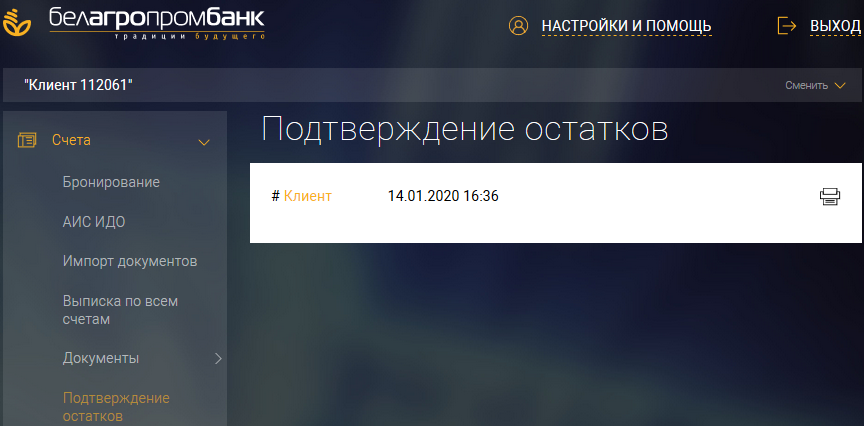 белагропромбанк
традиции будущего
НАСТРОЙКИ И ПОМОЩЬ
ВЫХОД
"Клиент 112061"
Сменить
Счета
Подтверждение остатков
Бронирование
# Клиент 14.01.2020 16:36
АИС ИДО
Импорт документов
Выписка по всем
счетам
Документы
Подтверждение
остатков